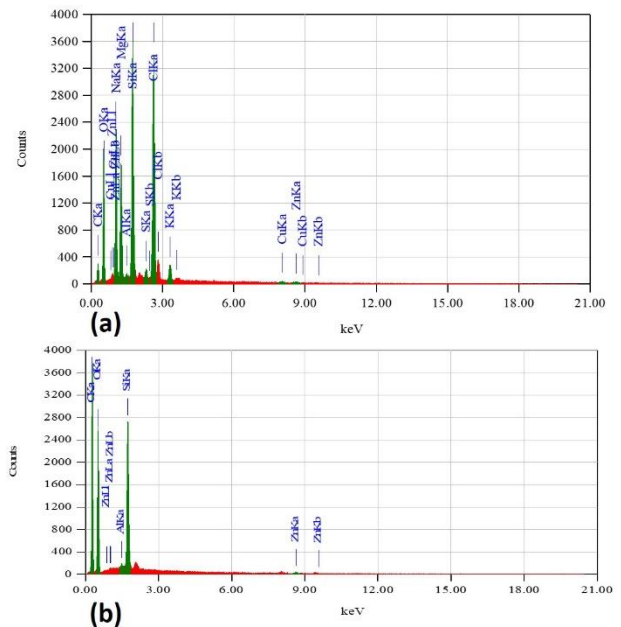 4000
3600
3200
2800
2400
2000
1600
1200
800
400
0
Counts
CKa
OKa
NaKa
MgKa
AlKa
SiKa
SKa
SKb
ClKa
ClKb
KKa
KKb
CuKa
ZnKa
CuKb
ZnKb
0.00 3.00 6.00 9.00 12.00 15.00 18.00 21.00
keV
(a)
4000
3600
3200
2800
2400
2000
1600
1200
800
400
0
Counts
CKa
OKa
ZnLl
ZnLa
ZnLb
AlKa
SiKa
ZnKa
ZnKb
0.00 3.00 6.00 9.00 12.00 15.00 18.00 21.00
keV
(b)